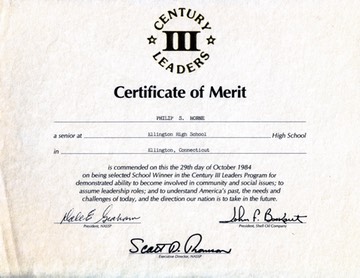 CENTURY
III
LEADERS
Certificate of Merit
PHILIP S. HORNE
a senior at Ellington High School High School
in Ellington, Connecticut
is commended on this the 29th day of October 1984
on being selected School Winner in the Century III Leaders Program for
demonstrated ability to become involved in community and social issues; to
assume leadership roles; and to understand America's past, the needs and
challenges of today, and the direction our nation is to take in the future.
President, NASSP
John F. President, Shell Oil Company
Scott D. Thomson
Executive Director, NASSP